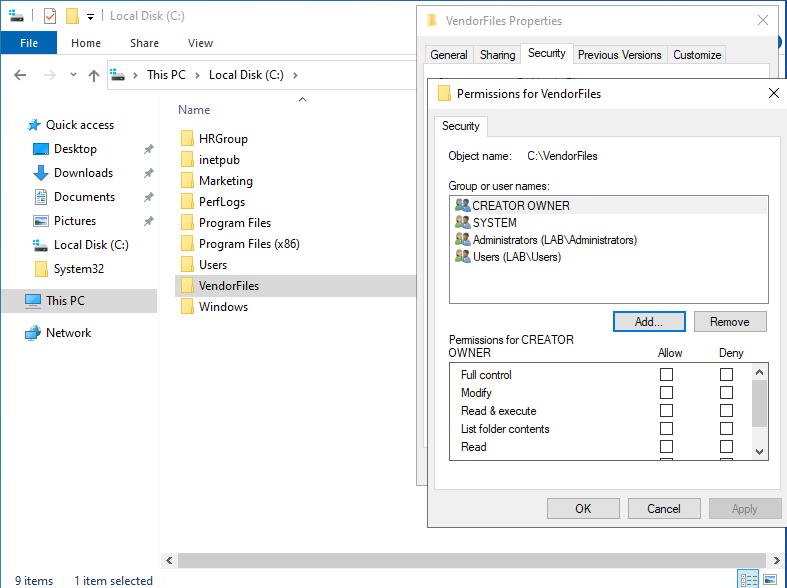 Local Disk (C:)
File Home Share View
This PC Local Disk (C:)
Name
Quick access
Desktop
Downloads
Documents
Pictures
Local Disk (C:)
System32
This PC
Network
HRGroup
inetpub
Marketing
PerfLogs
Program Files
Program Files (x86)
Users
VendorFiles
Windows
9 items 1 item selected
VendorFiles Properties
General Sharing Security Previous Versions Customize
Permissions for VendorFiles
Security
Object name: C:\VendorFiles
Group or user names:
CREATOR OWNER
SYSTEM
Administrators (LAB\Administrators)
Users (LAB\Users)
Add... Remove
Permissions for CREATOR
OWNER Allow Deny
Full control
Modify
Read & execute
List folder contents
Read
OK Cancel Apply